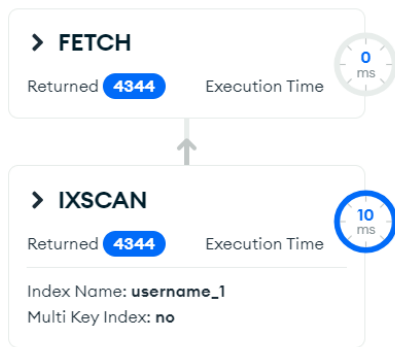 FETCH
0
Returned 4344 Execution Time
ms
IXSCAN
10
Returned 4344 Execution Time
ms
Index Name: username_1
Multi Key Index: no